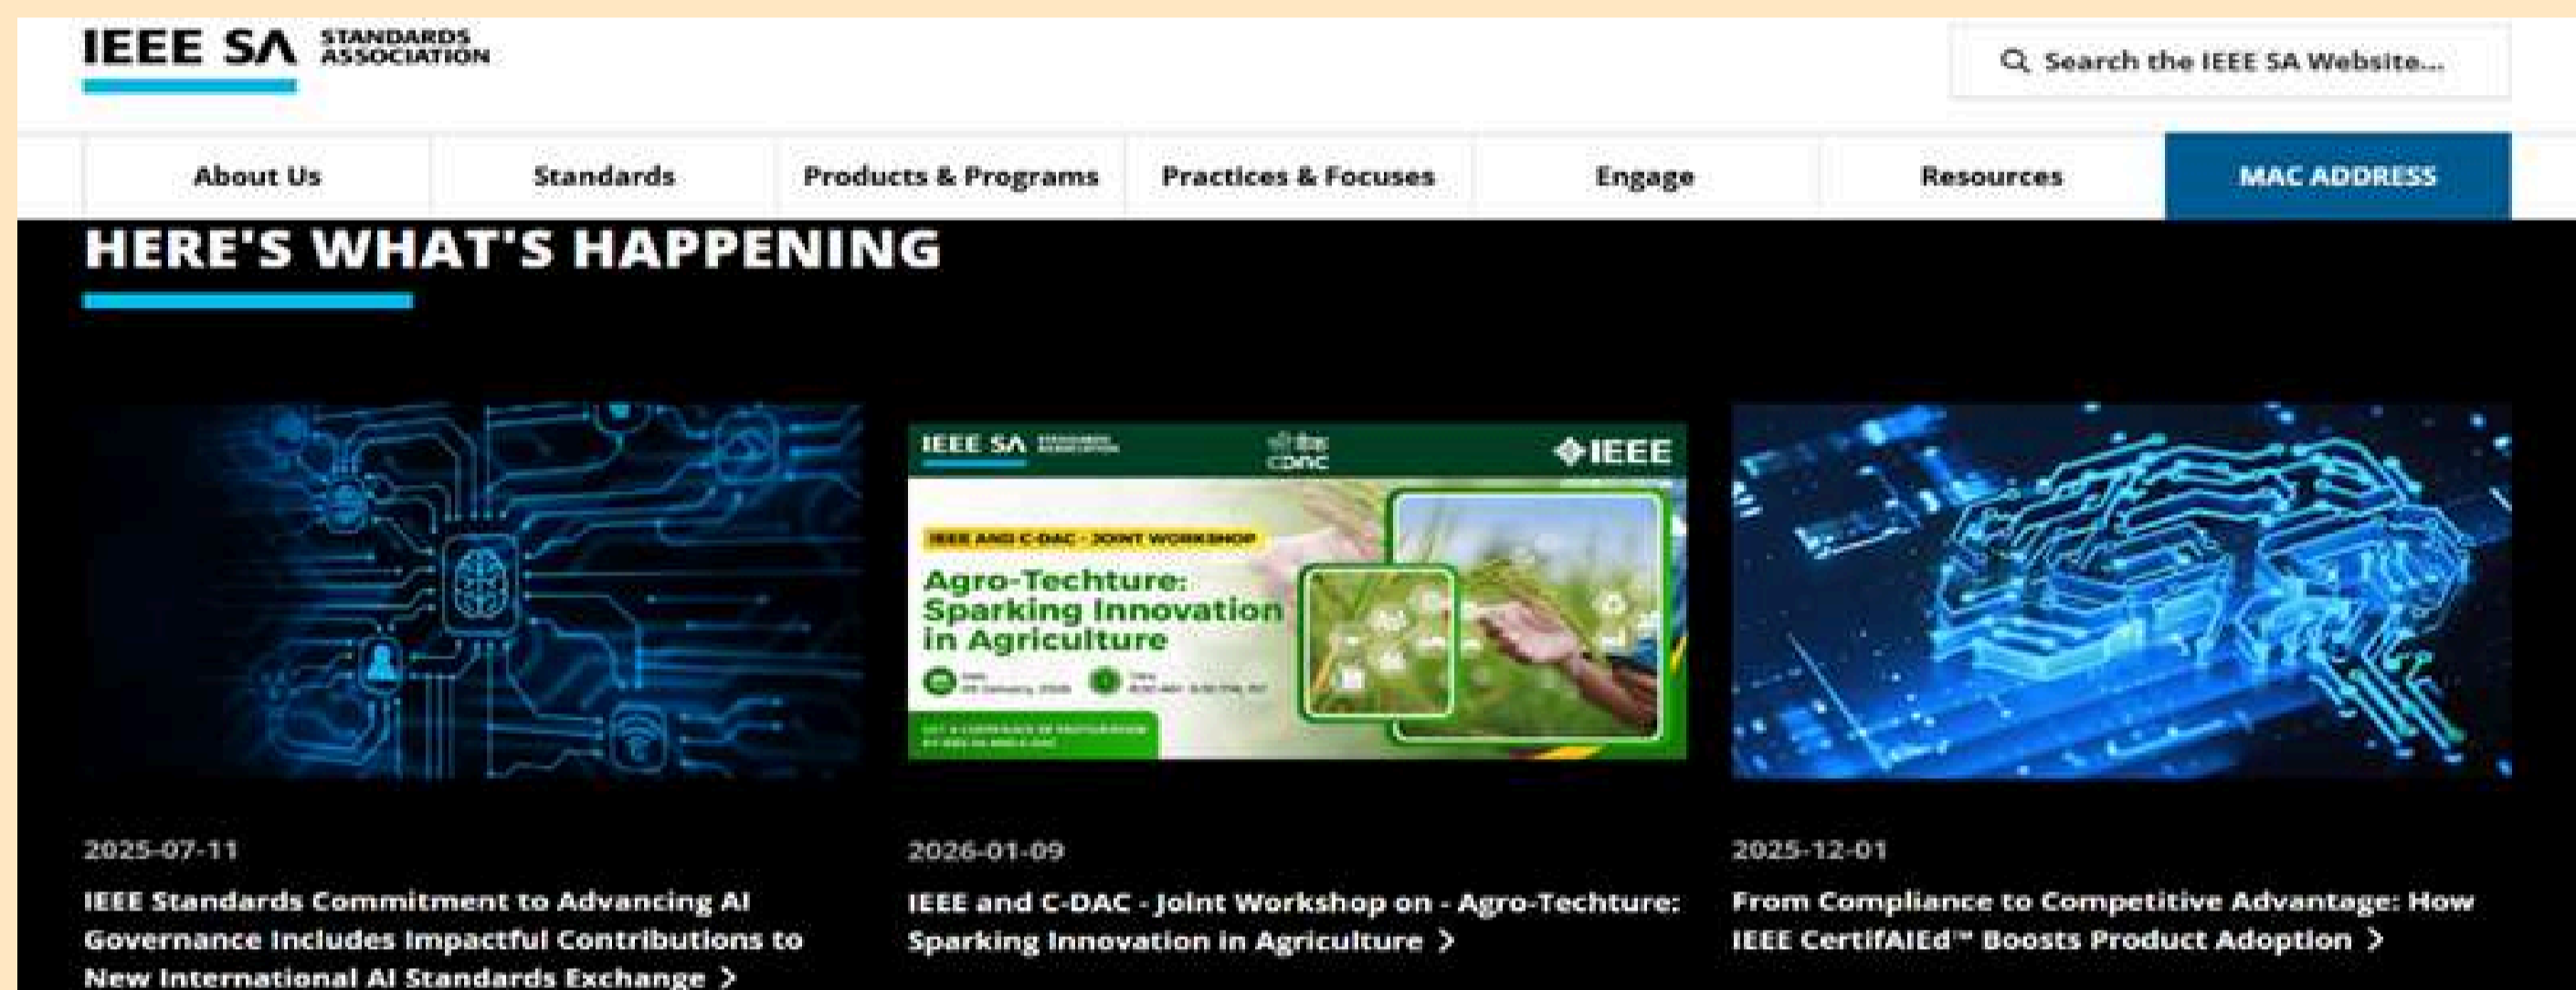 IEEE SA STANDARDS
ASSOCIATION
Search the IEEE SA Website...
About Us
Standards
Products & Programs
Practices & Focuses
Engage
Resources
MAC ADDRESS
HERE'S WHAT'S HAPPENING
IEEE SA STANDARDS
ASSOCIATION
CDAC
IEEE
IEEE AND C-DAC - JOINT WORKSHOP
Agro-Techture:
Sparking Innovation
in Agriculture
2025-07-11
IEEE Standards Commitment to Advancing AI
Governance Includes Impactful Contributions to
New International AI Standards Exchange
2026-01-09
IEEE and C-DAC - Joint Workshop on - Agro-Techture:
Sparking Innovation in Agriculture
2025-12-01
From Compliance to Competitive Advantage: How
IEEE CertifAIEd™ Boosts Product Adoption